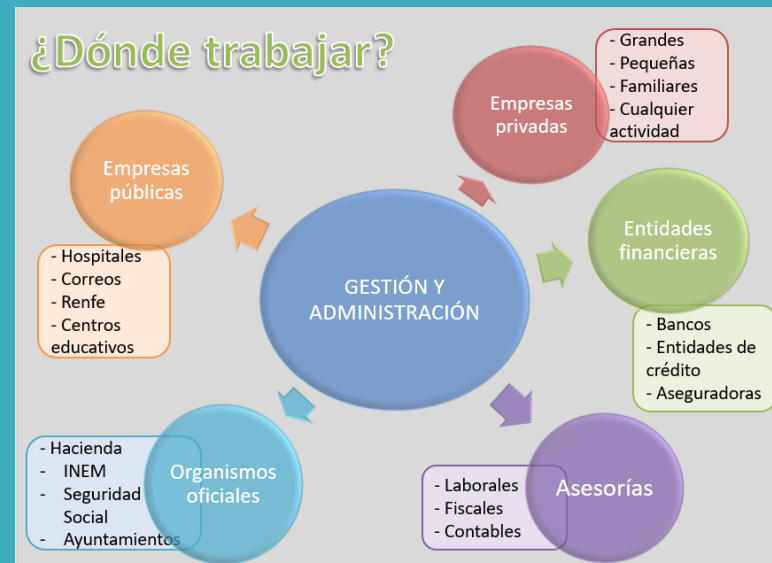 ¿Dónde trabajar?
Empresas
privadas
- Grandes
- Pequeñas
- Familiares
- Cualquier
actividad
Empresas
públicas
- Hospitales
- Correos
- Renfe
- Centros
educativos
Entidades
financieras
- Bancos
- Entidades de
crédito
- Aseguradoras
GESTIÓN Y
ADMINISTRACIÓN
Organismos
oficiales
- Hacienda
- INEM
- Seguridad
Social
- Ayuntamientos
Asesorías
- Laborales
- Fiscales
- Contables